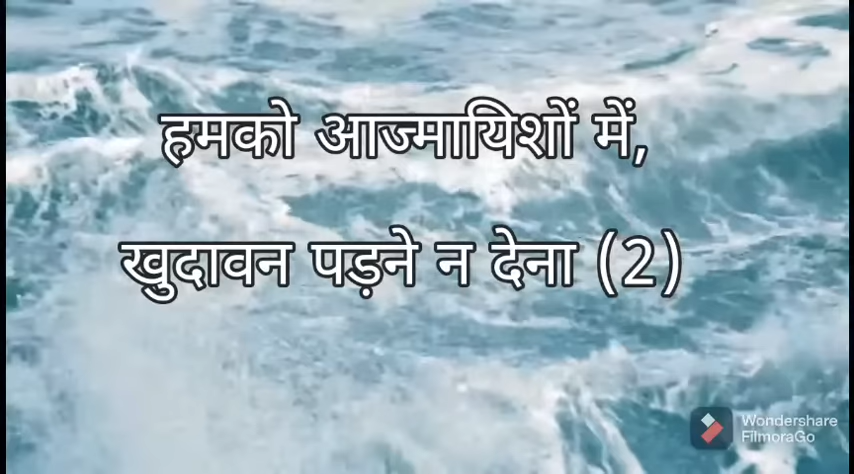 हमको आज्मायिशों में,
खुदावन पड़ने न देना (2)
Wondershare
FilmoraGo